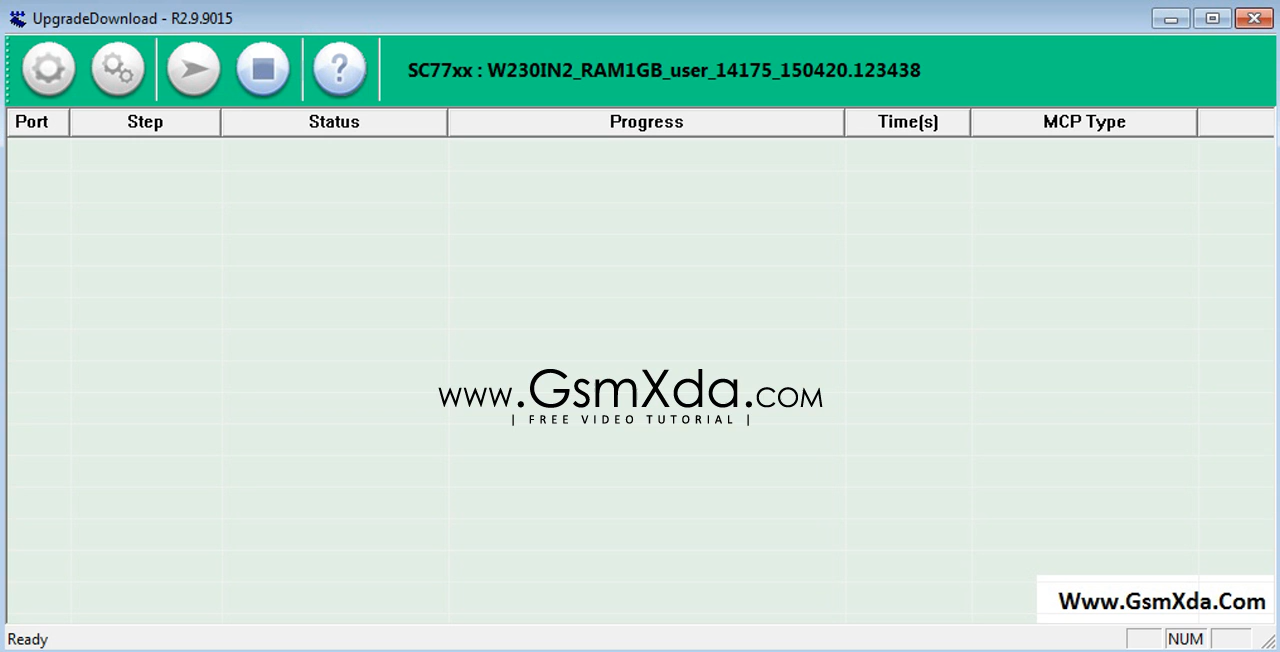 UpgradeDownload - R2.9.9015
?
SC77xx : W230IN2_RAM1GB_user_14175_150420.123438
Port Step Status Progress Time(s) MCP Type
www.GsmXda.com
| FREE VIDEO TUTORIAL |
Www.GsmXda.Com
Ready NUM